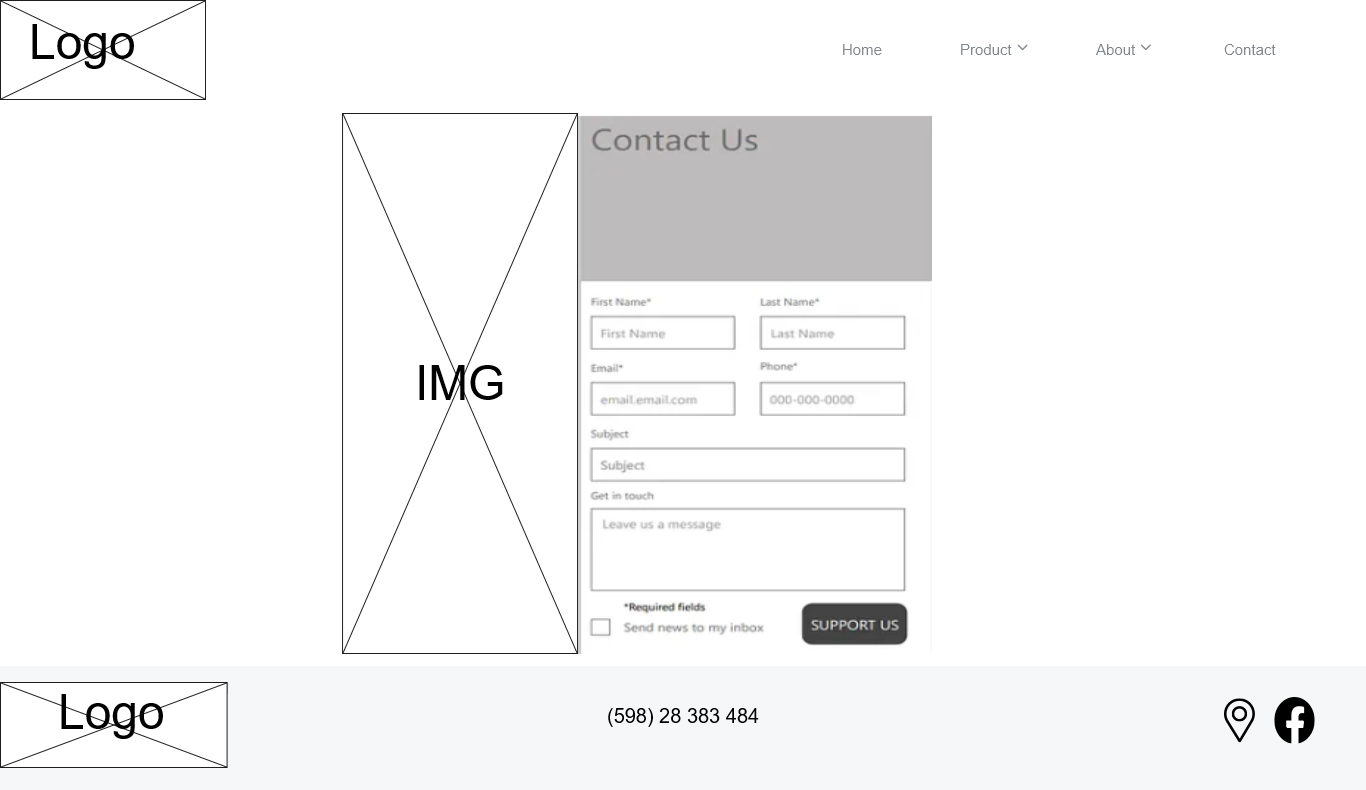 Logo
Home Product About Contact
Contact Us
IMG
First Name* Last Name*
First Name Last Name
Email* Phone*
email.email.com 000-000-0000
Subject
Subject
Get in touch
Leave us a message
*Required fields
Send news to my inbox
SUPPORT US
Logo
(598) 28 383 484